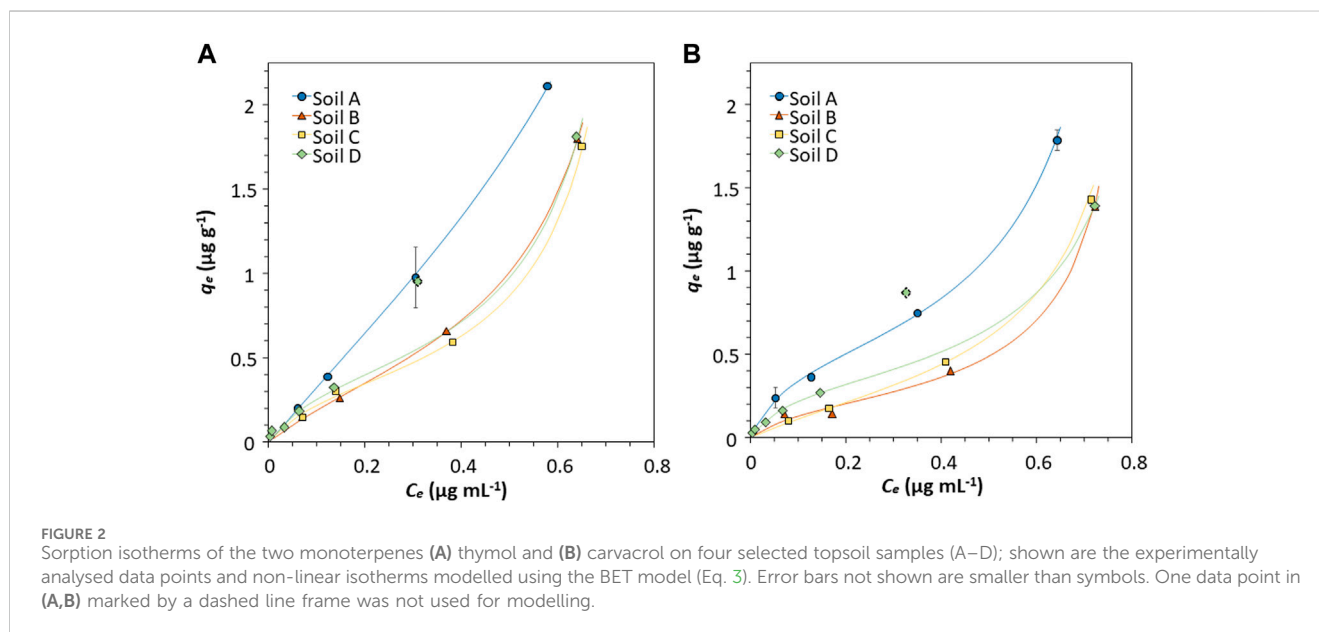 A
Soil A
Soil B
Soil C
Soil D
2
1.5
1
0.5
0
qe (µg g-1)
0 0.2 0.4 0.6 0.8
Ce (µg mL-1)
B
Soil A
Soil B
Soil C
Soil D
2
1.5
1
0.5
0
qe (µg g-1)
0 0.2 0.4 0.6 0.8
Ce (µg mL-1)
FIGURE 2
Sorption isotherms of the two monoterpenes (A) thymol and (B) carvacrol on four selected topsoil samples (A–D); shown are the experimentally
analysed data points and non-linear isotherms modelled using the BET model (Eq. 3). Error bars not shown are smaller than symbols. One data point in
(A,B) marked by a dashed line frame was not used for modelling.